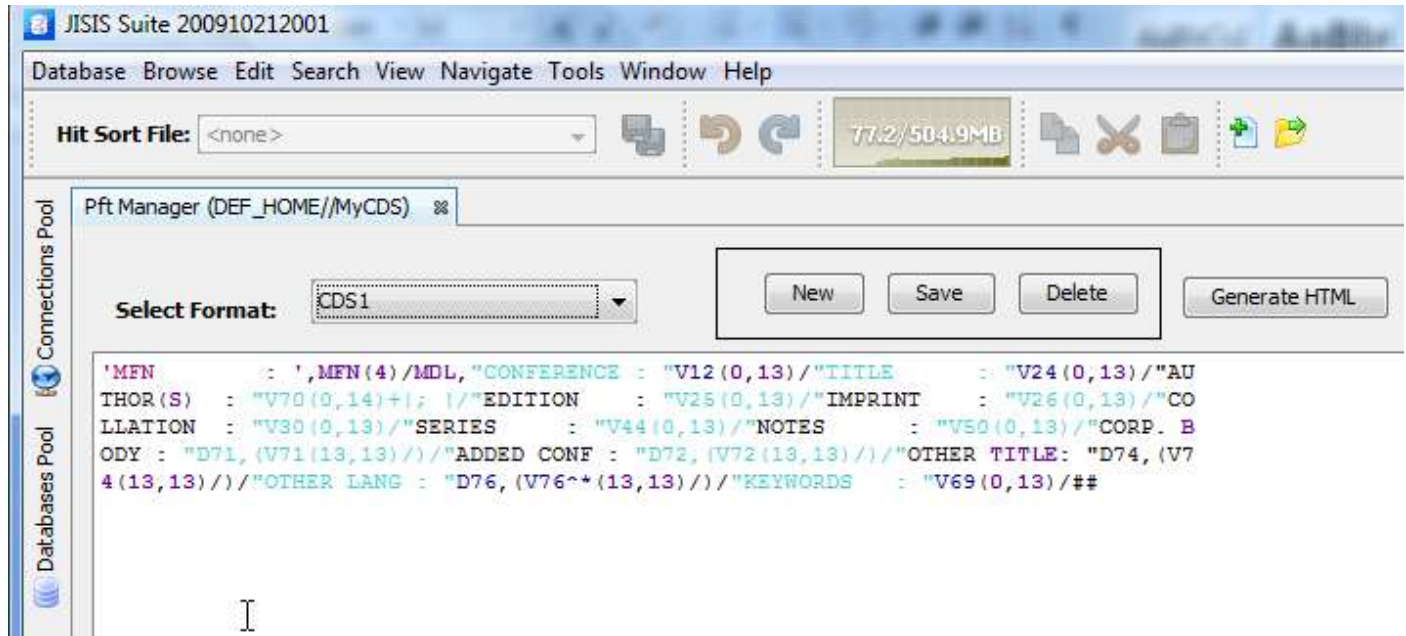 JISIS Suite 200910212001
Database Browse Edit Search View Navigate Tools Window Help
Hit Sort File: <none> 77.2/504.9MB
Connections Pool
Databases Pool
Pft Manager (DEF_HOME//MyCDS)
Select Format: CDS1 New Save Delete Generate HTML
'MFN        : ',MFN(4)/MDL,"CONFERENCE : "V12(0,13)/"TITLE      : "V24(0,13)/"AU
THOR(S)  : "V70(0,14)+|; |/"EDITION    : "V25(0,13)/"IMPRINT    : "V26(0,13)/"CO
LLATION  : "V30(0,13)/"SERIES     : "V44(0,13)/"NOTES      : "V50(0,13)/"CORP. B
ODY : "D71,(V71(13,13)/)/"ADDED CONF : "D72,(V72(13,13)/)/"OTHER TITLE: "D74,(V7
4(13,13)/)/"OTHER LANG : "D76,(V76^*(13,13)/)/"KEYWORDS   : "V69(0,13)/##